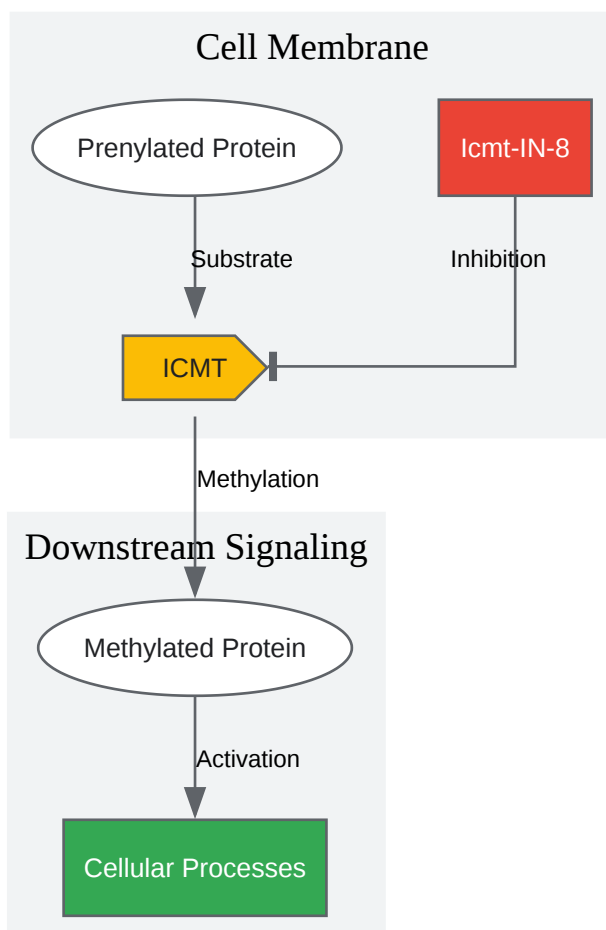 Cell Membrane
Prenylated Protein
Icmt-IN-8
Substrate
Inhibition
ICMT
Methylation
Downstream Signaling
Methylated Protein
Activation
Cellular Processes